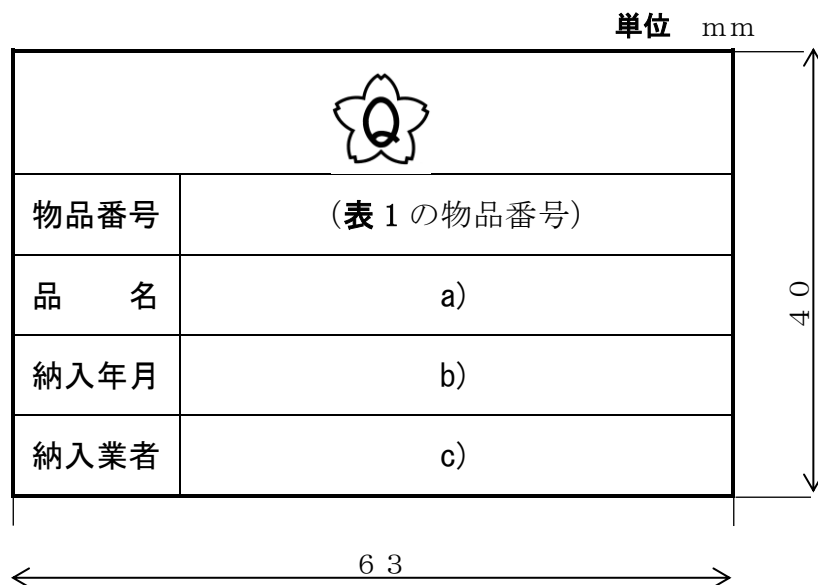 単位 ｍｍ
Q
物品番号 （表１の物品番号）
品　　名 a)
納入年月 b)
納入業者 c)
４０
６３